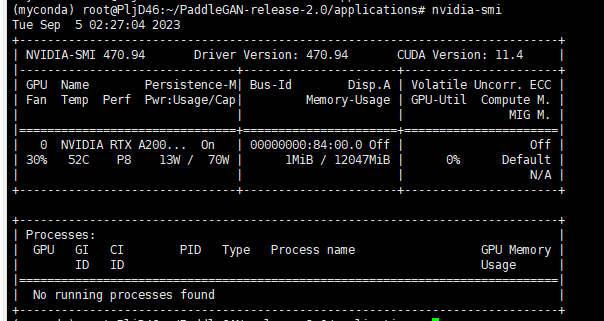 (myconda) root@PljD46:~/PaddleGAN-release-2.0/applications# nvidia-smi
Tue Sep  5 02:27:04 2023
+-----------------------------------------------------------------------------+
| NVIDIA-SMI 470.94       Driver Version: 470.94       CUDA Version: 11.4     |
|-------------------------------+----------------------+----------------------+
| GPU  Name        Persistence-M| Bus-Id        Disp.A | Volatile Uncorr. ECC |
| Fan  Temp  Perf  Pwr:Usage/Cap|         Memory-Usage | GPU-Util  Compute M. |
|                               |                      |               MIG M. |
|===============================+======================+======================|
|   0  NVIDIA RTX A200...  On   | 00000000:84:00.0 Off |                  Off |
| 30%   52C    P8    13W /  70W |      1MiB / 12047MiB |      0%      Default |
|                               |                      |                  N/A |
+-------------------------------+----------------------+----------------------+

+-----------------------------------------------------------------------------+
| Processes:                                                                  |
|  GPU   GI   CI        PID   Type   Process name                  GPU Memory |
|        ID   ID                                                   Usage      |
|=============================================================================|
|  No running processes found                                                 |
+-----------------------------------------------------------------------------+